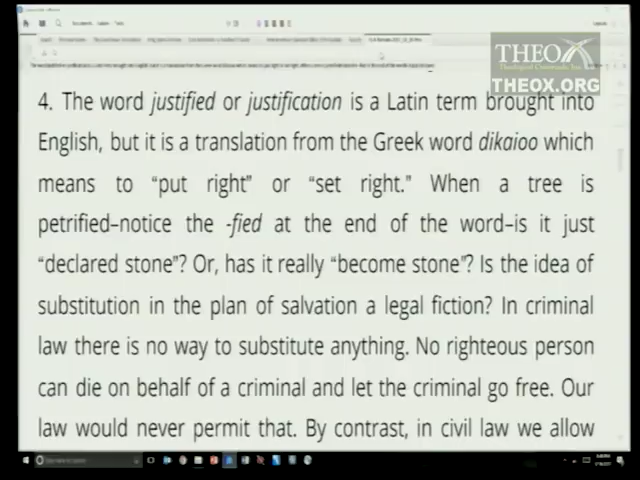 THEOX
THEOX.ORG
4. The word justified or justification is a Latin term brought into
English, but it is a translation from the Greek word dikaioo which
means to “put right” or “set right.” When a tree is
petrified–notice the -fied at the end of the word–is it just
“declared stone”? Or, has it really “become stone”? Is the idea of
substitution in the plan of salvation a legal fiction? In criminal
law there is no way to substitute anything. No righteous person
can die on behalf of a criminal and let the criminal go free. Our
law would never permit that. By contrast, in civil law we allow